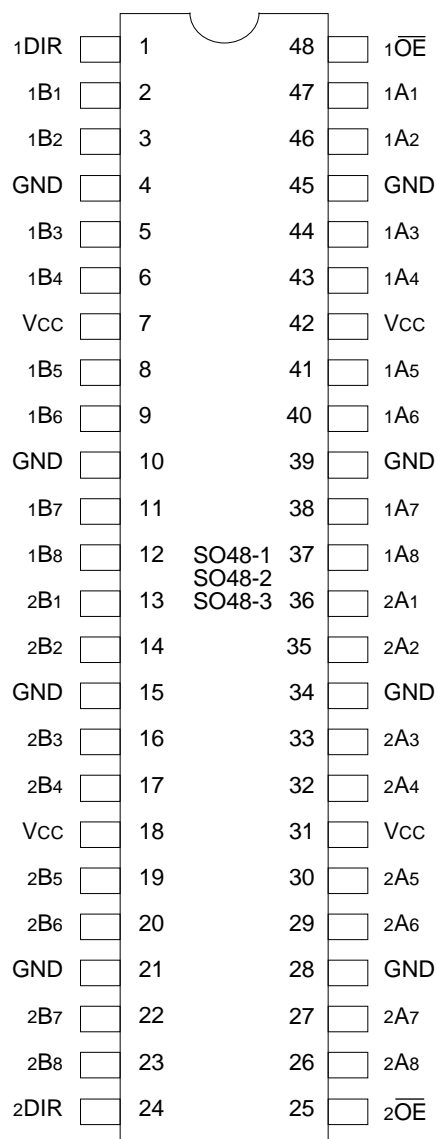 1DIR 1 48 1O̅E̅
1B1 2 47 1A1
1B2 3 46 1A2
GND 4 45 GND
1B3 5 44 1A3
1B4 6 43 1A4
VCC 7 42 VCC
1B5 8 41 1A5
1B6 9 40 1A6
GND 10 39 GND
1B7 11 38 1A7
1B8 12 SO48-1 37 1A8
SO48-2
2B1 13 SO48-3 36 2A1
2B2 14 35 2A2
GND 15 34 GND
2B3 16 33 2A3
2B4 17 32 2A4
VCC 18 31 VCC
2B5 19 30 2A5
2B6 20 29 2A6
GND 21 28 GND
2B7 22 27 2A7
2B8 23 26 2A8
2DIR 24 25 2O̅E̅